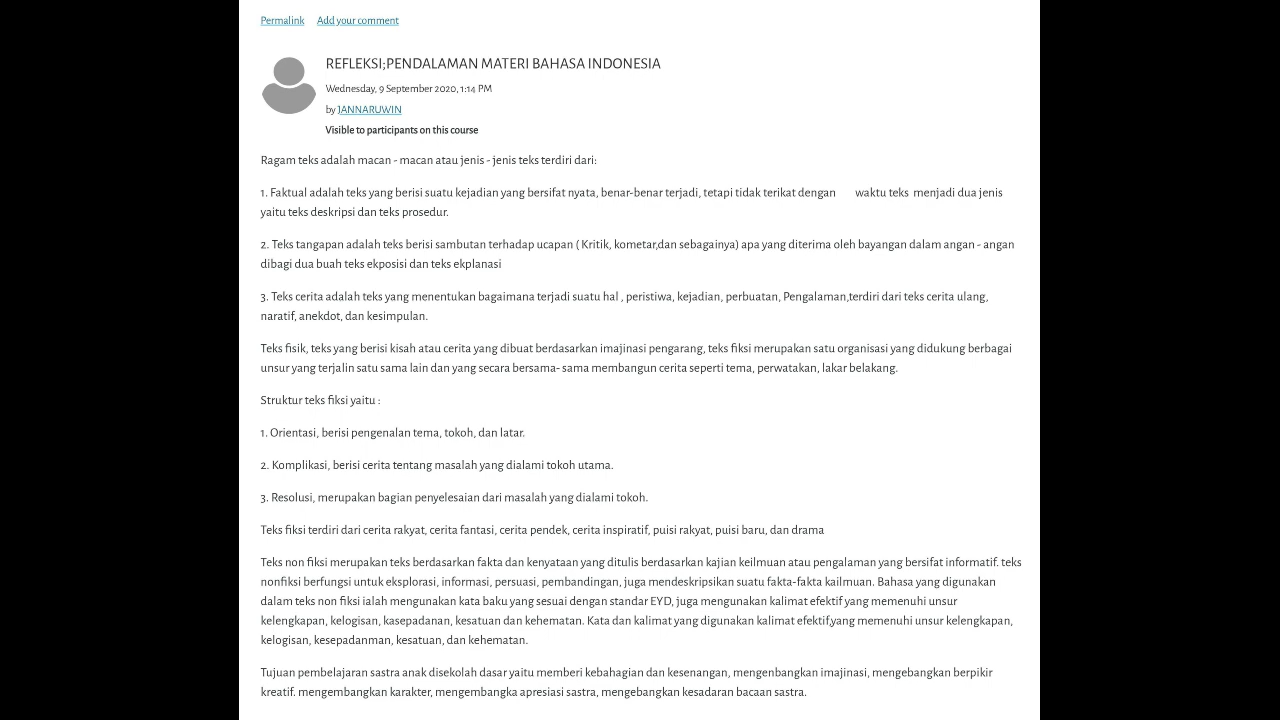 Permalink Add your comment
REFLEKSI;PENDALAMAN MATERI BAHASA INDONESIA
Wednesday, 9 September 2020, 1:14 PM
by JANNARUWIN
Visible to participants on this course
Ragam teks adalah macan - macan atau jenis - jenis teks terdiri dari:
1. Faktual adalah teks yang berisi suatu kejadian yang bersifat nyata, benar-benar terjadi, tetapi tidak terikat dengan waktu teks menjadi dua jenis
yaitu teks deskripsi dan teks prosedur.
2. Teks tangapan adalah teks berisi sambutan terhadap ucapan ( Kritik, kometar,dan sebagainya) apa yang diterima oleh bayangan dalam angan - angan
dibagi dua buah teks ekposisi dan teks ekplanasi
3. Teks cerita adalah teks yang menentukan bagaimana terjadi suatu hal , peristiwa, kejadian, perbuatan, Pengalaman,terdiri dari teks cerita ulang,
naratif, anekdot, dan kesimpulan.
Teks fisik, teks yang berisi kisah atau cerita yang dibuat berdasarkan imajinasi pengarang, teks fiksi merupakan satu organisasi yang didukung berbagai
unsur yang terjalin satu sama lain dan yang secara bersama- sama membangun cerita seperti tema, perwatakan, lakar belakang.
Struktur teks fiksi yaitu :
1. Orientasi, berisi pengenalan tema, tokoh, dan latar.
2. Komplikasi, berisi cerita tentang masalah yang dialami tokoh utama.
3. Resolusi, merupakan bagian penyelesaian dari masalah yang dialami tokoh.
Teks fiksi terdiri dari cerita rakyat, cerita fantasi, cerita pendek, cerita inspiratif, puisi rakyat, puisi baru, dan drama
Teks non fiksi merupakan teks berdasarkan fakta dan kenyataan yang ditulis berdasarkan kajian keilmuan atau pengalaman yang bersifat informatif. teks
nonfiksi berfungsi untuk eksplorasi, informasi, persuasi, pembandingan, juga mendeskripsikan suatu fakta-fakta kailmuan. Bahasa yang digunakan
dalam teks non fiksi ialah mengunakan kata baku yang sesuai dengan standar EYD, juga mengunakan kalimat efektif yang memenuhi unsur
kelengkapan, kelogisan, kasepadanan, kesatuan dan kehematan. Kata dan kalimat yang digunakan kalimat efektif,yang memenuhi unsur kelengkapan,
kelogisan, kesepadanman, kesatuan, dan kehematan.
Tujuan pembelajaran sastra anak disekolah dasar yaitu memberi kebahagian dan kesenangan, mengenbangkan imajinasi, mengebangkan berpikir
kreatif. mengembangkan karakter, mengembangka apresiasi sastra, mengebangkan kesadaran bacaan sastra.